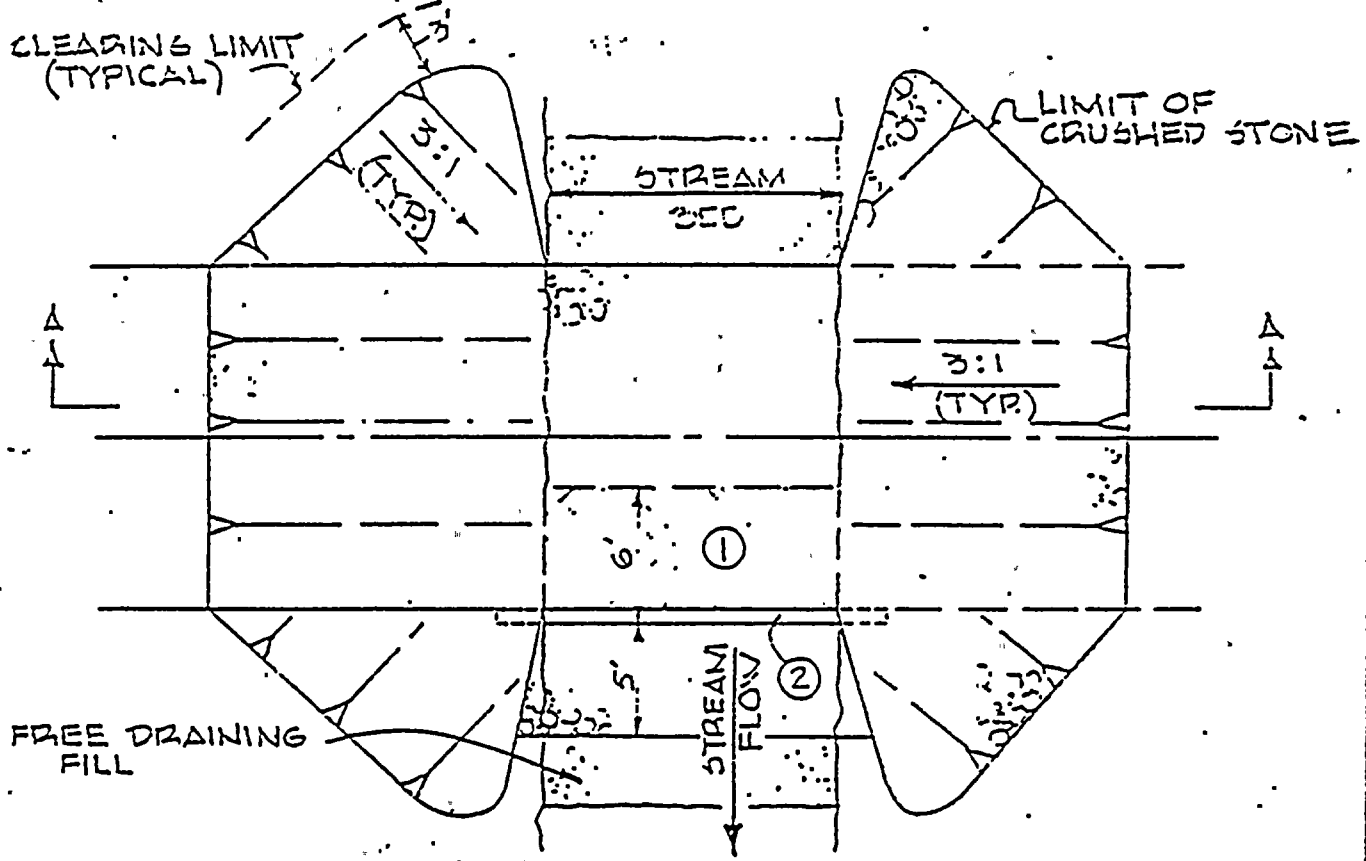 CLEARING LIMIT
(TYPICAL)
3'
LIMIT OF
CRUSHED STONE
3:1
(TYP.)
STREAM
BED
A
A
3:1
(TYP.)
6'
1
5'
2
STREAM
FLOW
FREE DRAINING
FILL